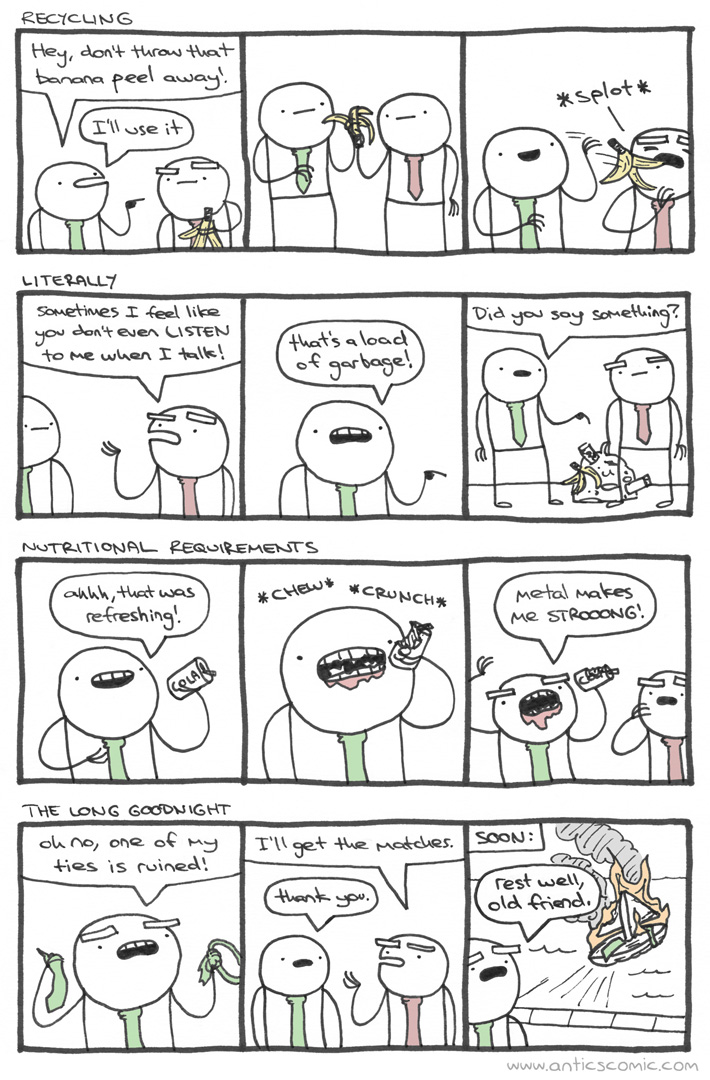 RECYCLING
Hey, don't throw that
banana peel away!
I'll use it
*splot*
LITERALLY
Sometimes I feel like
you don't even LISTEN
to me when I talk!
that's a load
of garbage!
Did you say something?
NUTRITIONAL REQUIREMENTS
ahhh, that was
refreshing!
COLA
*CHEW* *CRUNCH*
Metal makes
me STROOONG!
THE LONG GOODNIGHT
oh no, one of my
ties is ruined!
I'll get the matches.
thank you.
SOON:
rest well,
old friend.
www.anticscomic.com